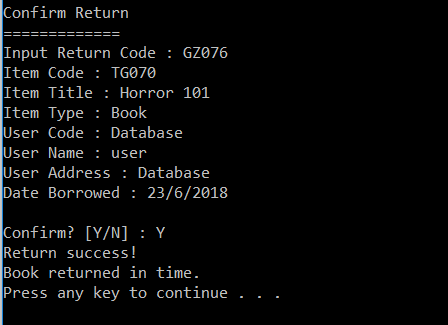 Confirm Return
=============
Input Return Code : GZ076
Item Code : TG070
Item Title : Horror 101
Item Type : Book
User Code : Database
User Name : user
User Address : Database
Date Borrowed : 23/6/2018
Confirm? [Y/N] : Y
Return success!
Book returned in time.
Press any key to continue . . .